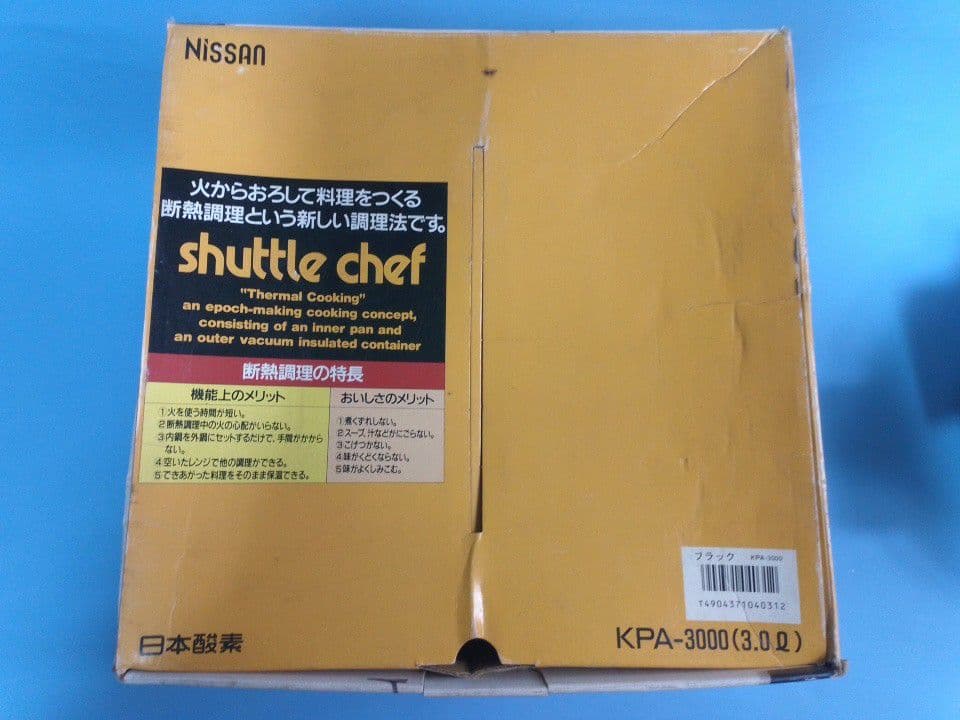 NiSSAN
火からおろして料理をつくる
断熱調理という新しい調理法です。
shuttle chef
"Thermal Cooking"
an epoch-making cooking concept,
consisting of an inner pan and
an outer vacuum insulated container
断熱調理の特長
機能上のメリット
①火を使う時間が短い。
②断熱調理中の火の心配がいらない。
③内鍋を外鍋にセットするだけで、手間がかから
ない。
④空いたレンジで他の調理ができる。
⑤できあがった料理をそのまま保温できる。
おいしさのメリット
①煮くずれしない。
②スープ、汁などがにごらない。
③こげつかない。
④味がくどくならない。
⑤味がよくしみこむ。
ブラック KPA-3000
T4904371040312
日本酸素
KPA-3000(3.0ℓ)